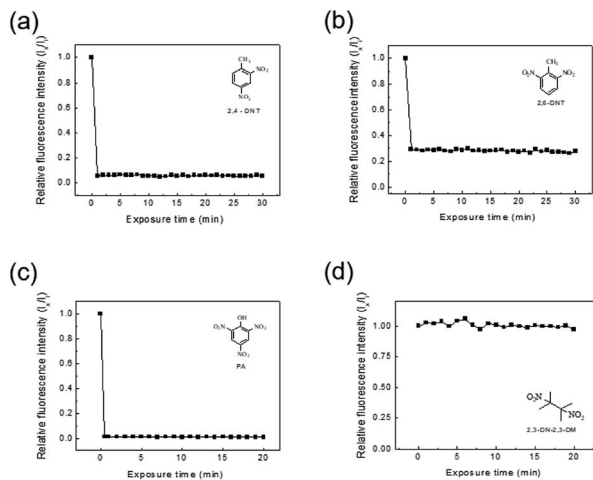 (a)
Relative fluorescence intensity (Iₓ/Iᵢ)
1.0
0.8
0.6
0.4
0.2
0.0
CH₃
NO₂
NO₂
2,4 - DNT
0 5 10 15 20 25 30
Exposure time (min)
(b)
Relative fluorescence intensity (Iₓ/Iᵢ)
1.0
0.8
0.6
0.4
0.2
0.0
CH₃
NO₂ NO₂
2,6-DNT
0 5 10 15 20 25 30
Exposure time (min)
(c)
Relative fluorescence intensity (Iₓ/Iᵢ)
1.0
0.8
0.6
0.4
0.2
0.0
OH
O₂N NO₂
NO₂
PA
0 5 10 15 20
Exposure time (min)
(d)
Relative fluorescence intensity (Iₓ/Iᵢ)
1.00
0.75
0.50
0.25
0.00
O₂N
NO₂
2,3-DN-2,3-DM
0 5 10 15 20
Exposure time (min)